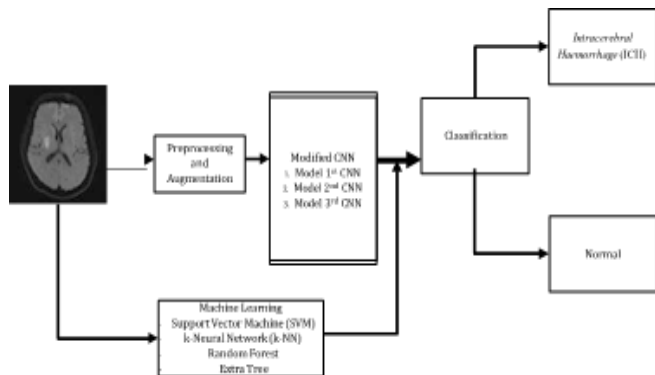 Preprocessing
and
Augmentation
Modified CNN
1. Model 1st CNN
2. Model 2nd CNN
3. Model 3rd CNN
Classification
Intracerebral
Haemorrhage (ICH)
Normal
Machine Learning
Support Vector Machine (SVM)
k-Neural Network (k-NN)
Random Forest
Extra Tree